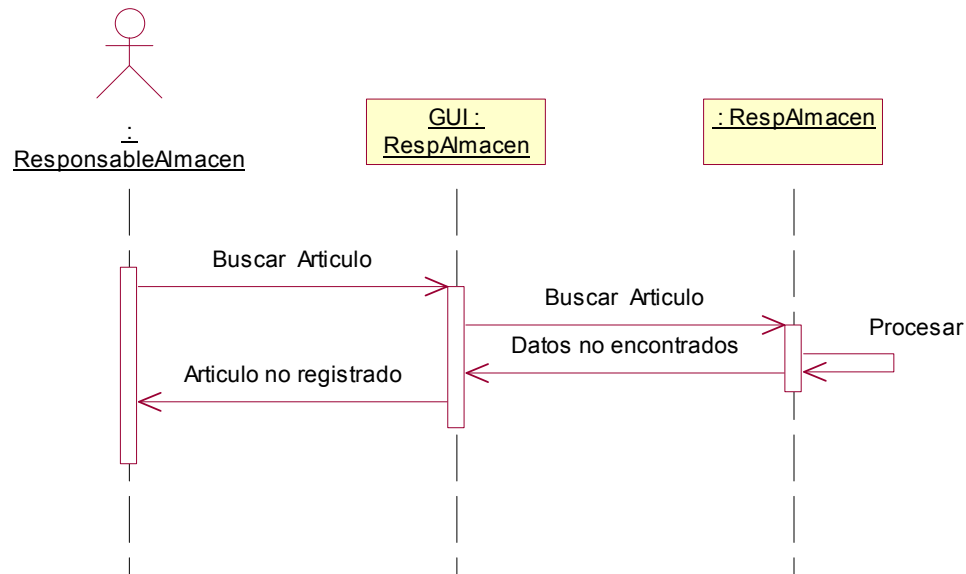 :
ResponsableAlmacen
GUI :
RespAlmacen
: RespAlmacen
Buscar Articulo
Buscar Articulo
Procesar
Datos no encontrados
Articulo no registrado